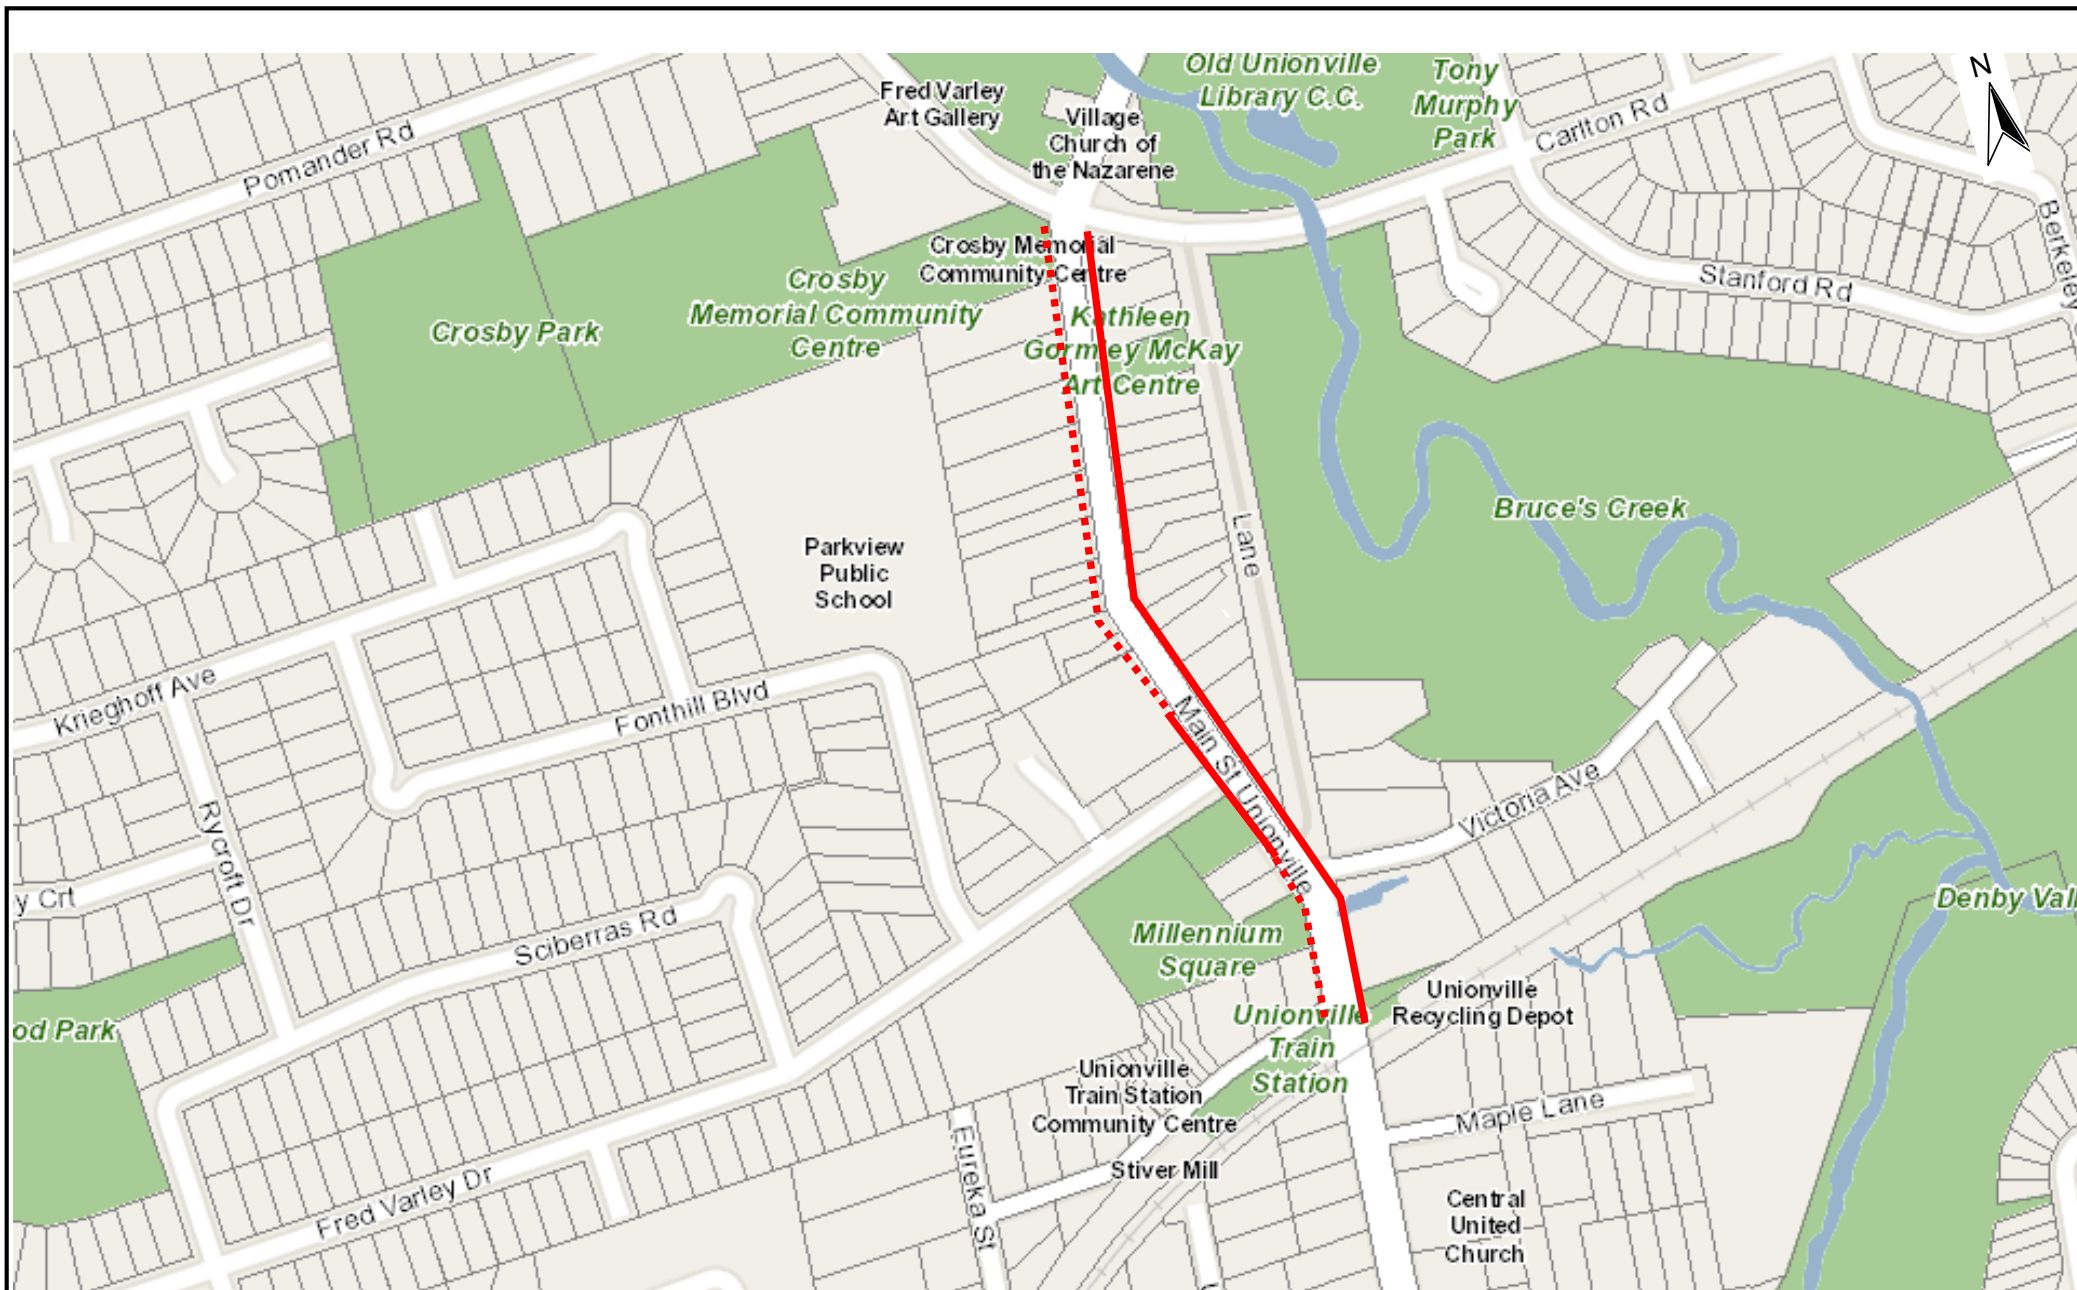 N
Old Unionville
Library C.C.
Tony
Murphy
Park
Fred Varley
Art Gallery
Village
Church of
the Nazarene
Carlton Rd
Pomander Rd
Berkeley
Crosby Memorial
Community Centre
Crosby
Memorial Community
Centre
Stanford Rd
Crosby Park
Kathleen
Gormley McKay
Art Centre
Bruce's Creek
Lane
Parkview
Public
School
Krieghoff Ave
Fonthill Blvd
Main St Unionville
Victoria Ave
Rycroft Dr
y Crt
Denby Vall
Sciberras Rd
Millennium
Square
Unionville
Recycling Depot
Unionville
Train
Station
od Park
Unionville
Train Station
Community Centre
Maple Lane
Stiver Mill
Eureka St
Fred Varley Dr
Central
United
Church